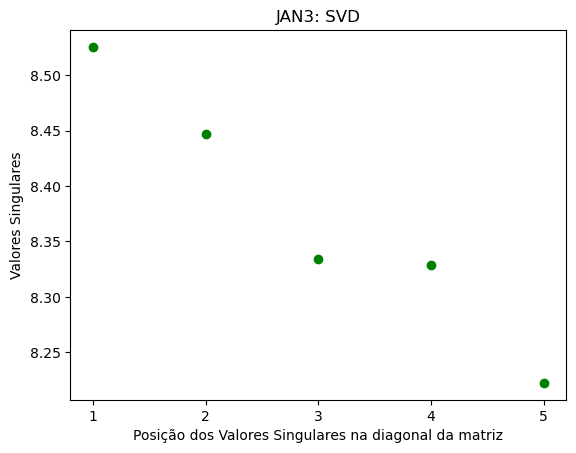 JAN3: SVD
Valores Singulares
8.50
8.45
8.40
8.35
8.30
8.25
1 2 3 4 5
Posição dos Valores Singulares na diagonal da matriz